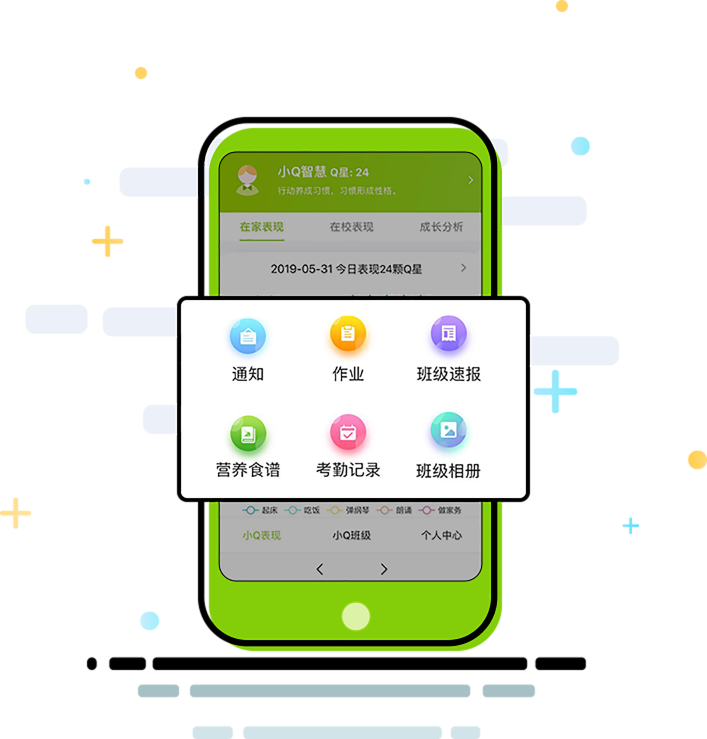 小Q智慧 Q星: 24
行动养成习惯，习惯形成性格。
在家表现 在校表现 成长分析
2019-05-31 今日表现24颗Q星
通知 作业 班级速报
营养食谱 考勤记录 班级相册
起床 吃饭 弹钢琴 朗诵 做家务
小Q表现 小Q班级 个人中心